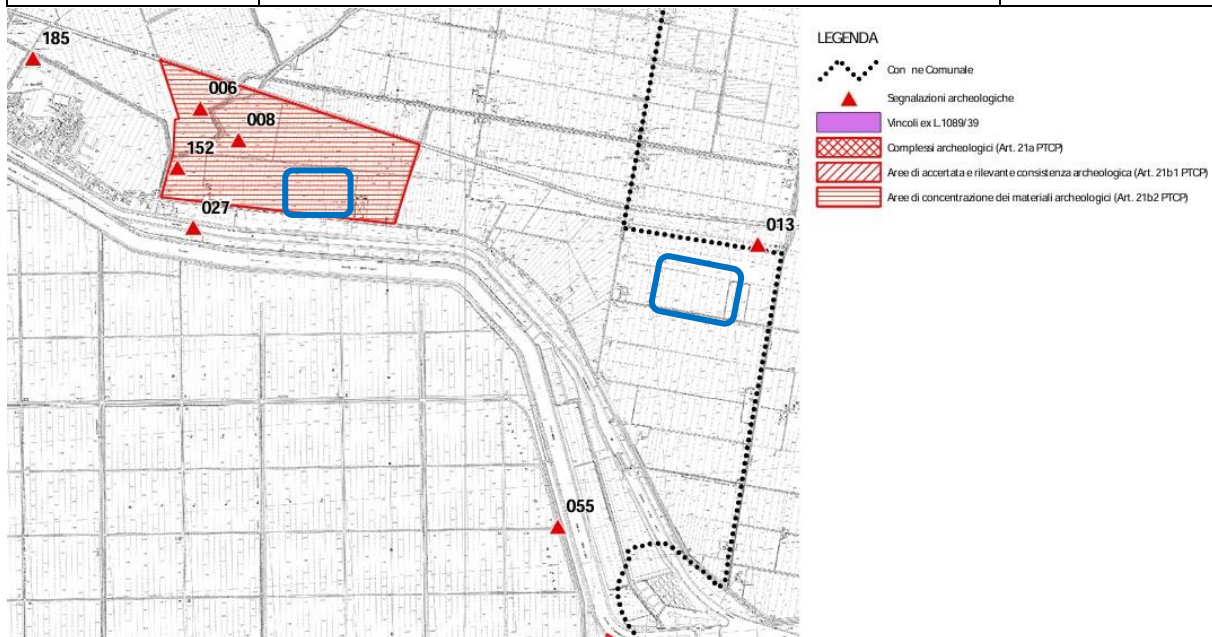 185
006
008
152
027
013
055
LEGENDA
Con ne Comunale
Segnalazioni archeologiche
Vincoli ex L.1089/39
Complessi archeologici (Art. 21a PTCP)
Aree di accertata e rilevante consistenza archeologica (Art. 21b1 PTCP)
Aree di concentrazione dei materiali archeologici (Art. 21b2 PTCP)